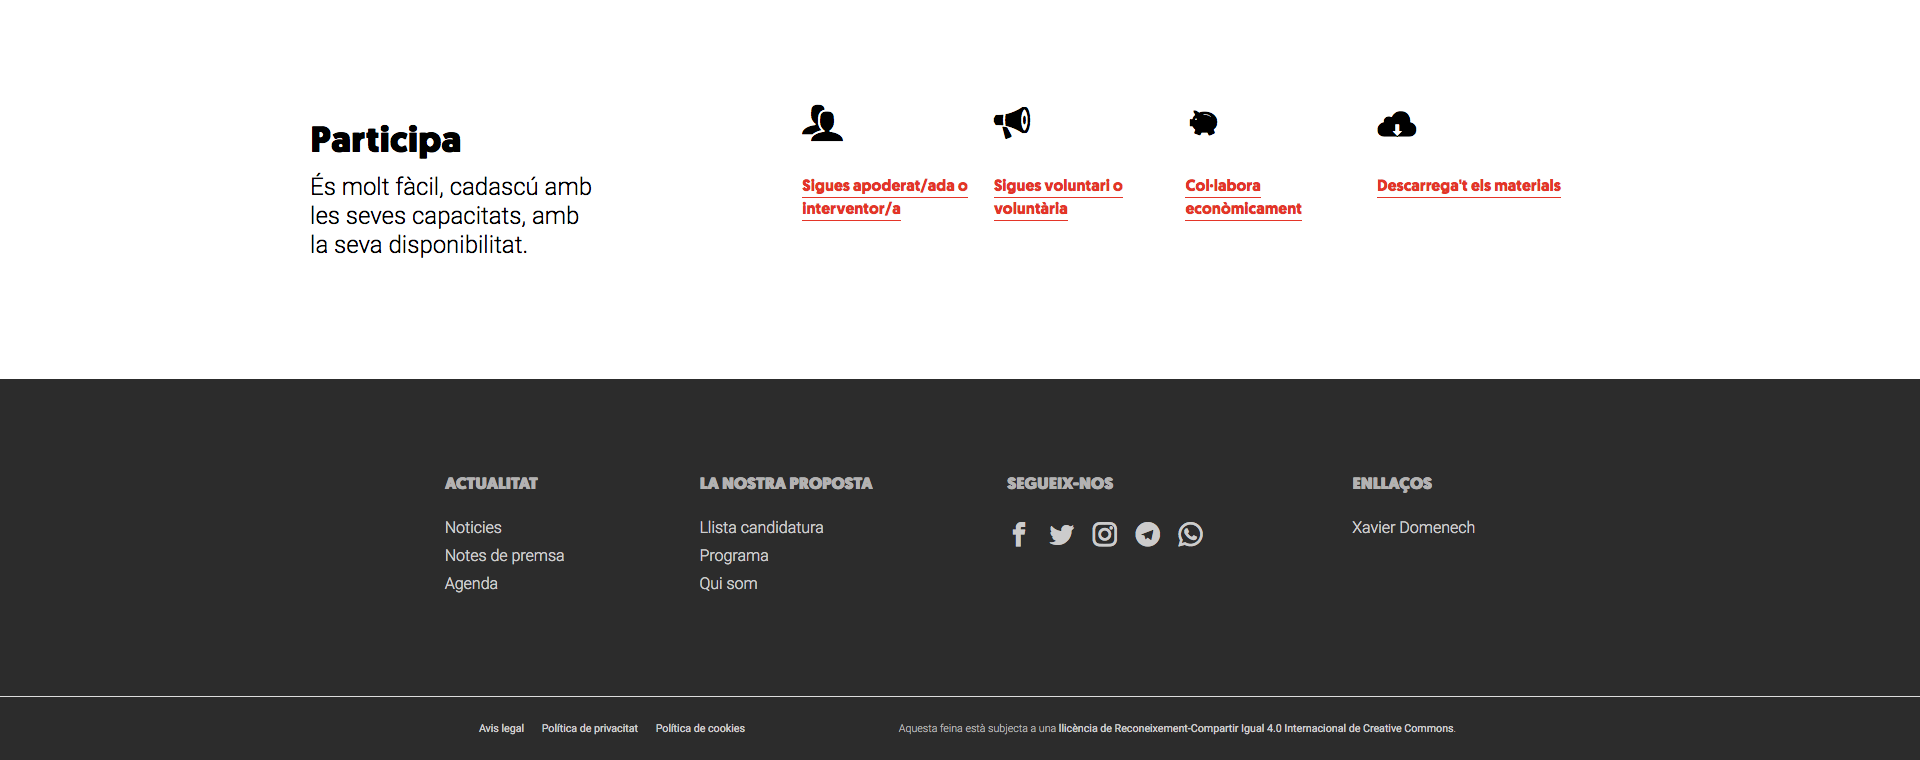 Participa
És molt fàcil, cadascú amb
les seves capacitats, amb
la seva disponibilitat.
Sigues apoderat/ada o
interventor/a
Sigues voluntari o
voluntària
Col·labora
econòmicament
Descarrega't els materials
ACTUALITAT
Noticies
Notes de premsa
Agenda
LA NOSTRA PROPOSTA
Llista candidatura
Programa
Qui som
SEGUEIX-NOS
ENLLAÇOS
Xavier Domenech
Avis legal
Política de privacitat
Política de cookies
Aquesta feina està subjecta a una llicència de Reconeixement-Compartir Igual 4.0 Internacional de Creative Commons.